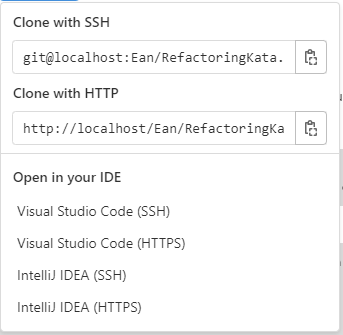 Clone with SSH
git@localhost:Ean/RefactoringKata.
Clone with HTTP
http://localhost/Ean/RefactoringKa
Open in your IDE
Visual Studio Code (SSH)
Visual Studio Code (HTTPS)
IntelliJ IDEA (SSH)
IntelliJ IDEA (HTTPS)